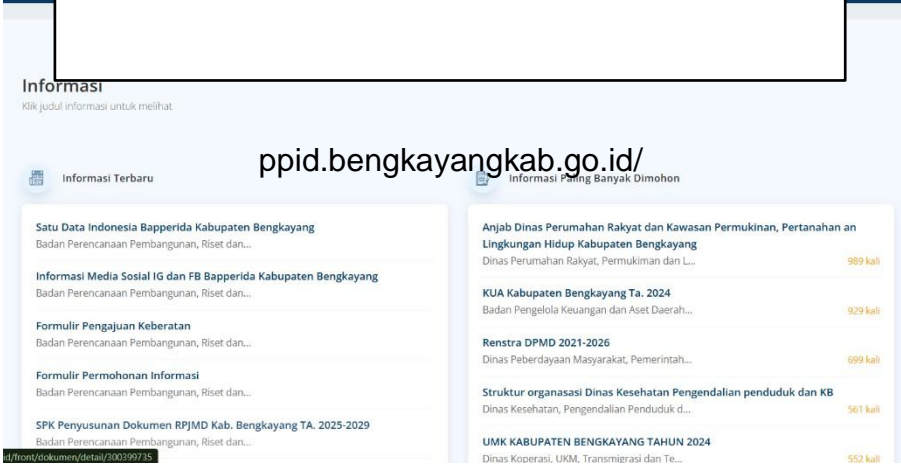 Informasi
Klik judul informasi untuk melihat
ppid.bengkayangkab.go.id/
Informasi Terbaru
Satu Data Indonesia Bapperida Kabupaten Bengkayang
Badan Perencanaan Pembangunan, Riset dan...
Informasi Media Sosial IG dan FB Bapperida Kabupaten Bengkayang
Badan Perencanaan Pembangunan, Riset dan...
Formulir Pengajuan Keberatan
Badan Perencanaan Pembangunan, Riset dan...
Formulir Permohonan Informasi
Badan Perencanaan Pembangunan, Riset dan...
SPK Penyusunan Dokumen RPJMD Kab. Bengkayang TA. 2025-2029
Badan Perencanaan Pembangunan, Riset dan...
id/front/dokumen/detail/300399735
Informasi Paling Banyak Dimohon
Anjab Dinas Perumahan Rakyat dan Kawasan Permukinan, Pertanahan an
Lingkungan Hidup Kabupaten Bengkayang
Dinas Perumahan Rakyat, Permukiman dan L... 989 kali
KUA Kabupaten Bengkayang Ta. 2024
Badan Pengelola Keuangan dan Aset Daerah... 929 kali
Renstra DPMD 2021-2026
Dinas Peberdayaan Masyarakat, Pemerintah... 699 kali
Struktur organasasi Dinas Kesehatan Pengendalian penduduk dan KB
Dinas Kesehatan, Pengendalian Penduduk d... 561 kali
UMK KABUPATEN BENGKAYANG TAHUN 2024
Dinas Koperasi, UKM, Transmigrasi dan Te... 552 kali